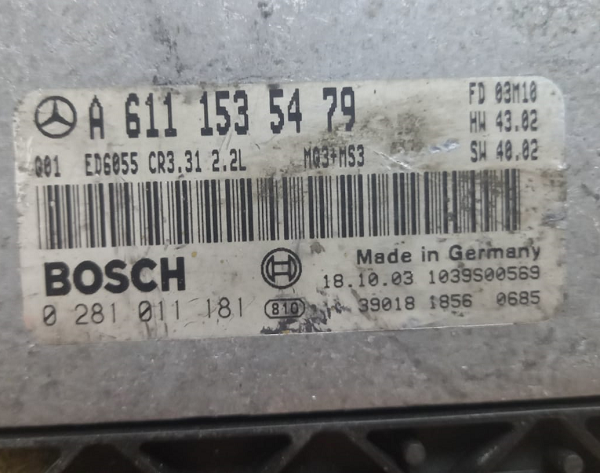 A 611 153 54 79
FD 03M10
HW 43.02
Q01 ED6055 CR3.31 2.2L MQ3+MS3 SW 40.02
BOSCH
Made in Germany
18.10.03 1039S00569
0 281 011 181 810 39018 1856 0685